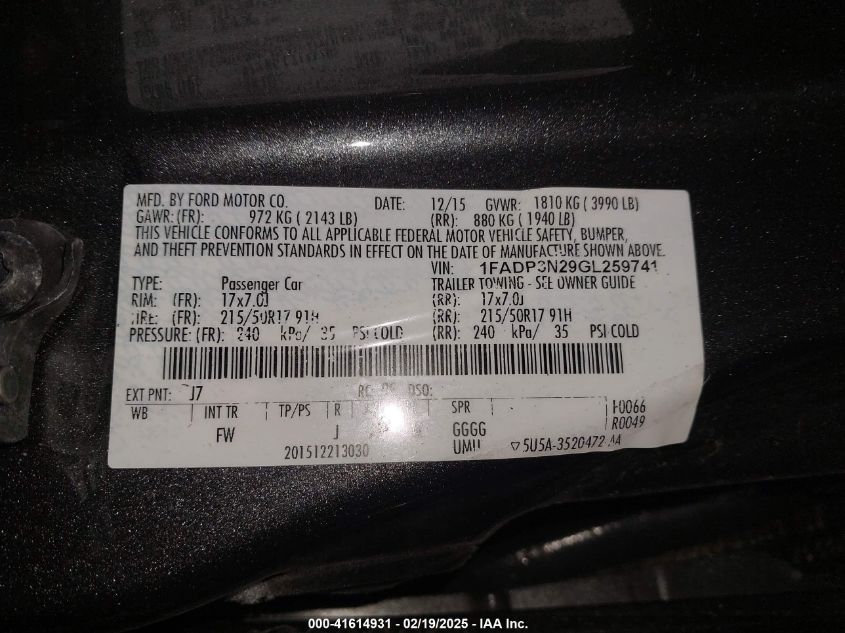 MFD. BY FORD MOTOR CO. DATE: 12/15 GVWR: 1810 KG ( 3990 LB)
GAWR: (FR): 972 KG ( 2143 LB) (RR): 880 KG ( 1940 LB)
THIS VEHICLE CONFORMS TO ALL APPLICABLE FEDERAL MOTOR VEHICLE SAFETY, BUMPER,
AND THEFT PREVENTION STANDARDS IN EFFECT ON THE DATE OF MANUFACTURE SHOWN ABOVE.
VIN: 1FADP3N29GL259741
TYPE: Passenger Car TRAILER TOWING - SEE OWNER GUIDE
RIM: (FR): 17x7.0J (RR): 17x7.0J
TIRE: (FR): 215/50R17 91H (RR): 215/50R17 91H
PRESSURE: (FR): 240 kPa/ 35 PSI COLD (RR): 240 kPa/ 35 PSI COLD
EXT PNT: J7 DSO:
WB INT TR TP/PS R SPR
FW J GGGG R0049
201512213030 ▽5U5A-3520472
000-41614931 - 02/19/2025 - IAA Inc.